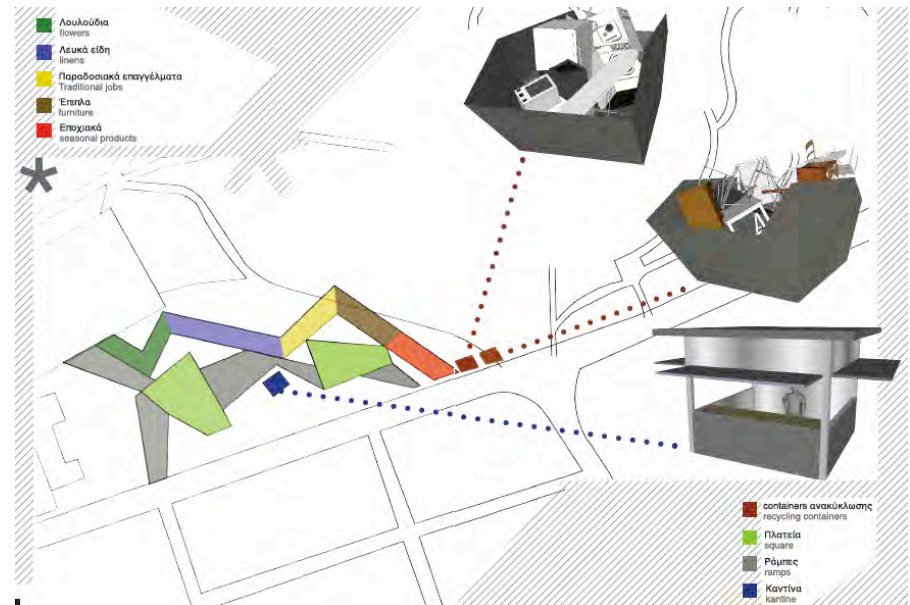 Λουλούδια
flowers
Λευκά είδη
linens
Παραδοσιακά επαγγέλματα
Traditional jobs
Έπιπλα
furniture
Εποχιακά
seasonal products
*
containers ανακύκλωσης
recycling containers
Πλατεία
square
Ράμπες
ramps
Καντίνα
kantine